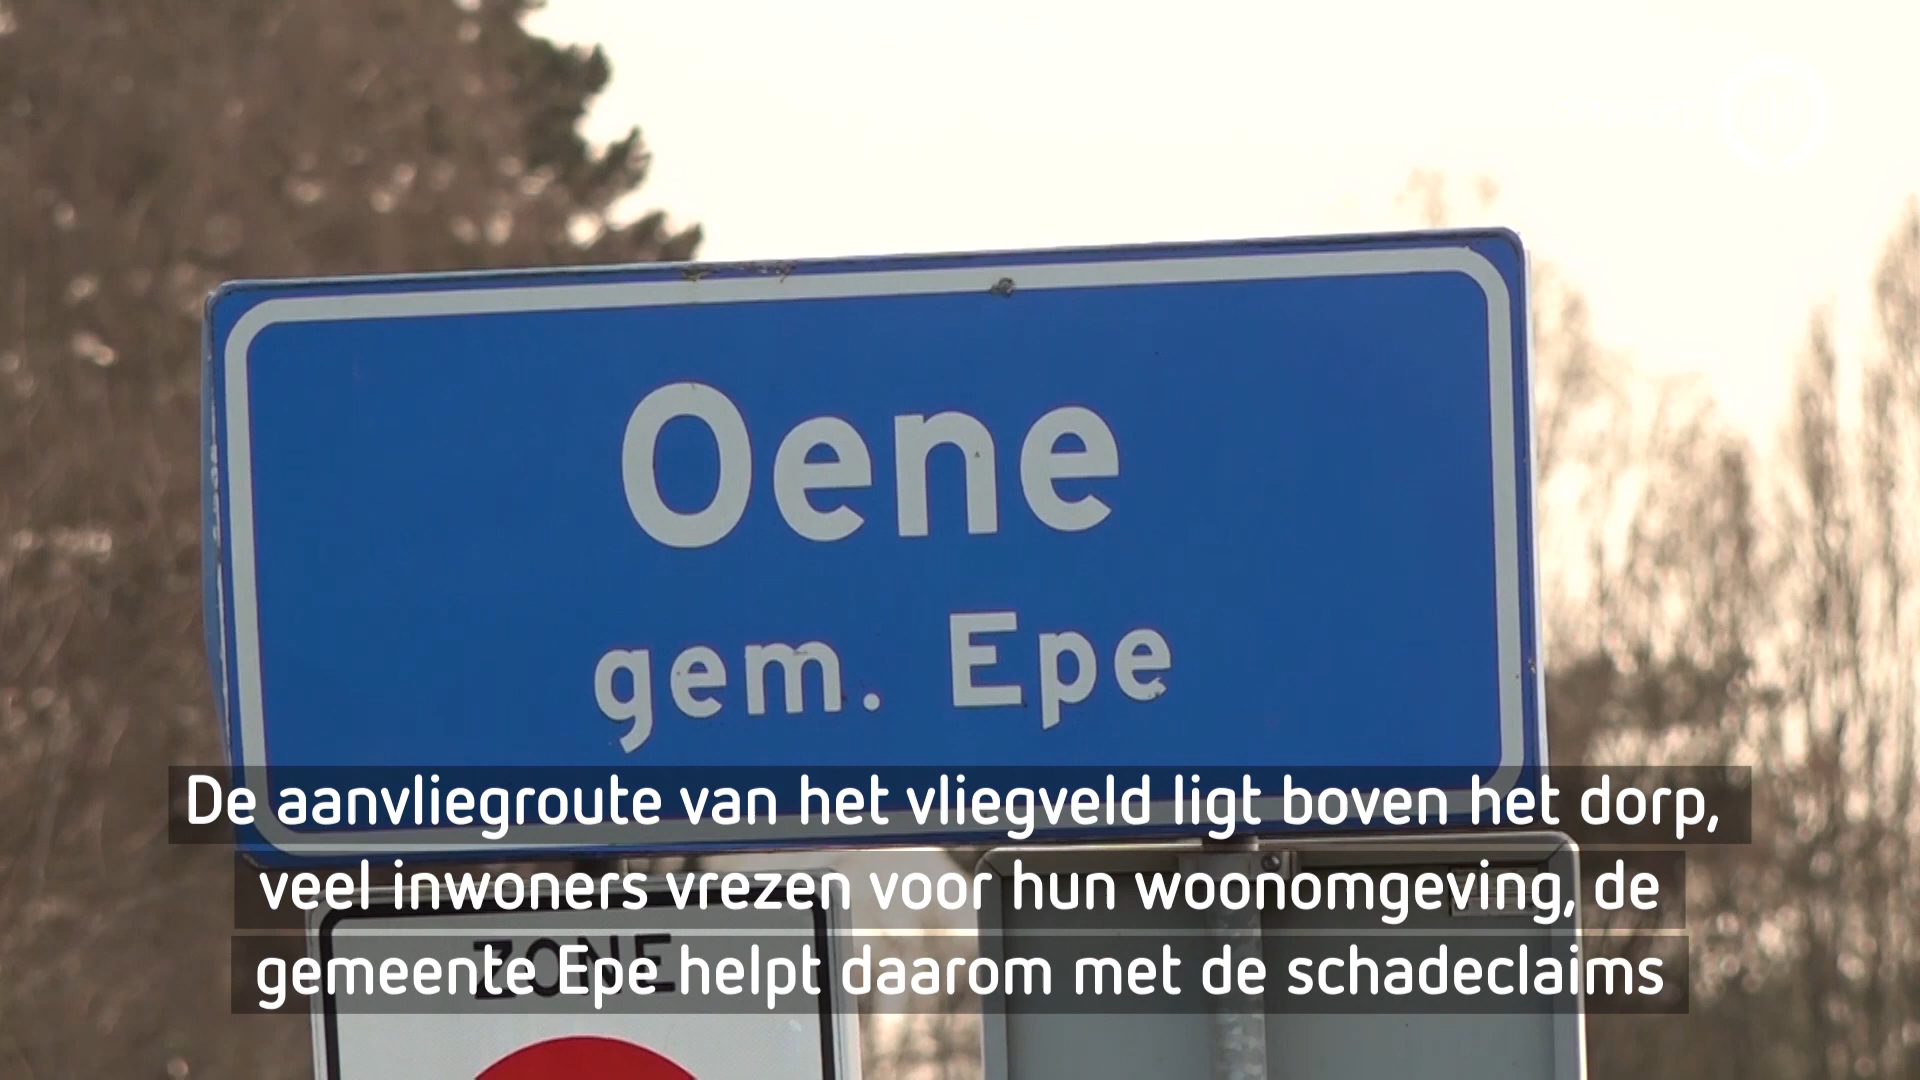 Oene
gem. Epe
De aanvliegroute van het vliegveld ligt boven het dorp,
veel inwoners vrezen voor hun woonomgeving, de
gemeente Epe helpt daarom met de schadeclaims
ZONE